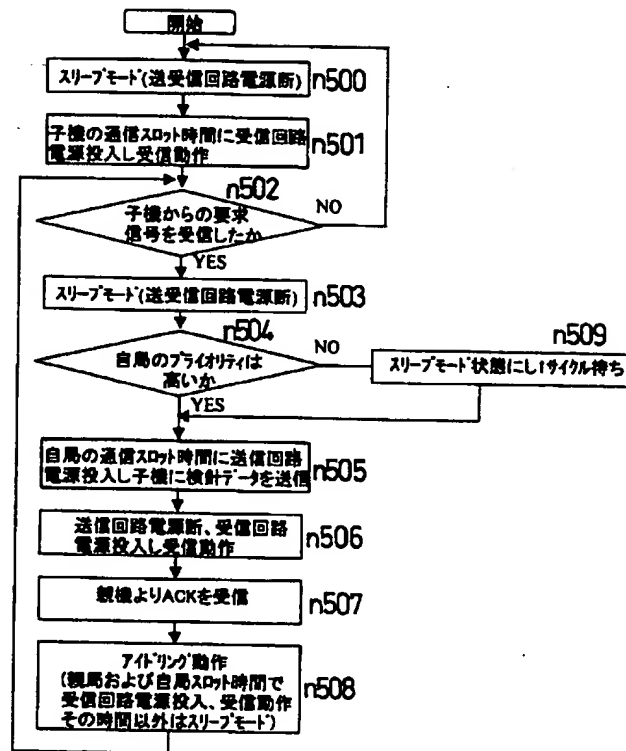 開始
スリープモード(送受信回路電源断)
n500
子機の通信スロット時間に受信回路
電源投入し受信動作
n501
n502
子機からの要求
信号を受信したか
NO
YES
スリープモード(送受信回路電源断)
n503
n504
自局のプライオリティは
高いか
NO
YES
n509
スリープモード状態にし1サイクル待ち
自局の通信スロット時間に送信回路
電源投入し子機に検針データを送信
n505
送信回路電源断、受信回路
電源投入し受信動作
n506
親機よりACKを受信
n507
アイドリング動作
(親局および自局スロット時間で
受信回路電源投入、受信動作
その時間以外はスリープモード)
n508